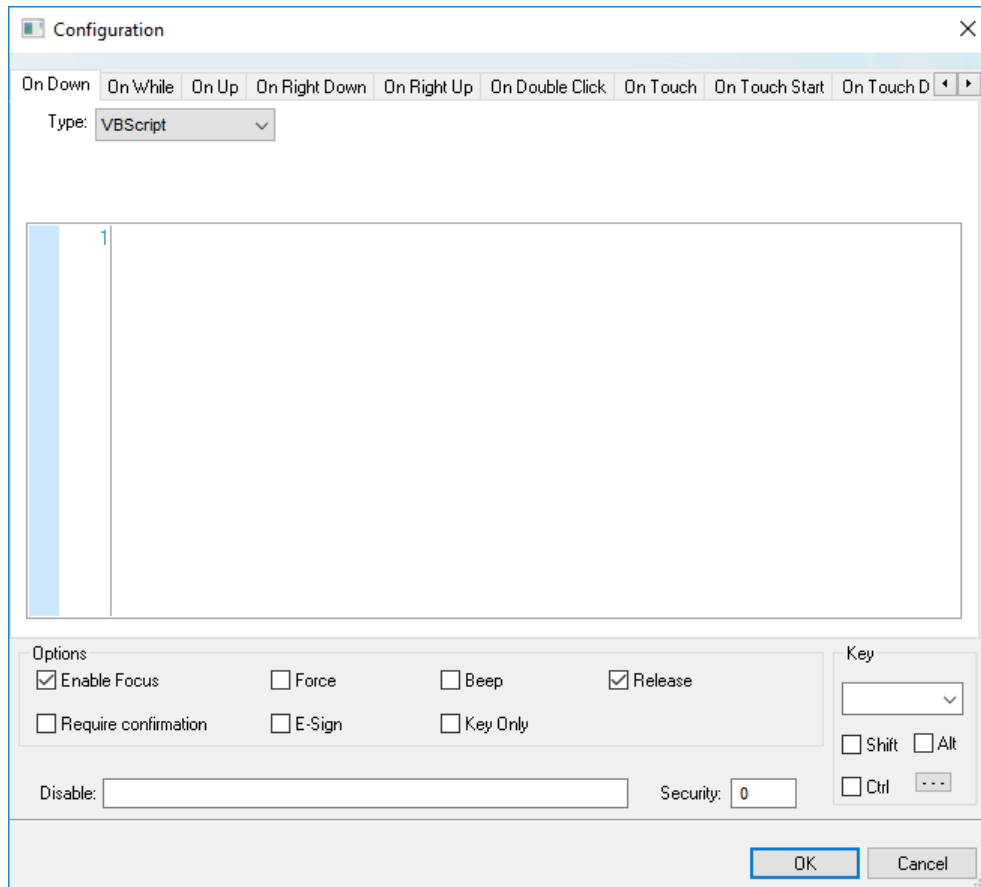 Configuration
On Down On While On Up On Right Down On Right Up On Double Click On Touch On Touch Start On Touch D
Type: VBScript
1
Options
Key
Enable Focus Force Beep Release
Require confirmation E-Sign Key Only
Shift Alt
Disable: Security: 0
Ctrl ...
OK Cancel